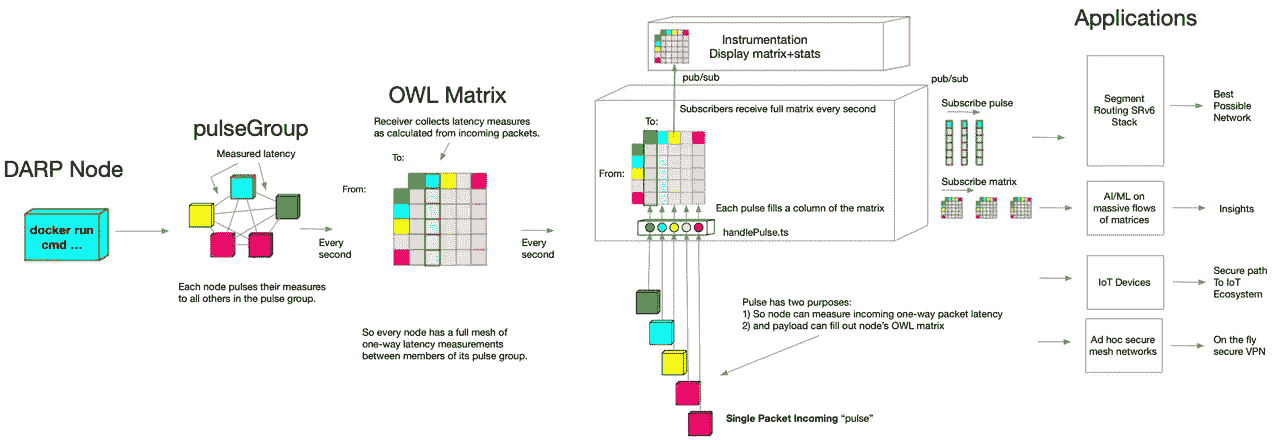 DARP Node
docker run
cmd ...
pulseGroup
Measured latency
Each node pulses their measures
to all others in the pulse group.
Every
second
OWL Matrix
Receiver collects latency measures
as calculated from incoming packets.
To:
From:
So every node has a full mesh of
one-way latency measurements
between members of its pulse group.
Every
second
Instrumentation
Display matrix+stats
pub/sub
Subscribers receive full matrix every second
To:
From:
Each pulse fills a column of the matrix
handlePulse.ts
Pulse has two purposes:
1) So node can measure incoming one-way packet latency
2) and payload can fill out node's OWL matrix
Single Packet Incoming “pulse”
pub/sub
Subscribe pulse
Subscribe matrix
Applications
Segment
Routing SRv6
Stack
Best
Possible
Network
AI/ML on
massive flows
of matrices
Insights
IoT Devices
Secure path
To IoT
Ecosystem
Ad hoc secure
mesh networks
On the fly
secure VPN